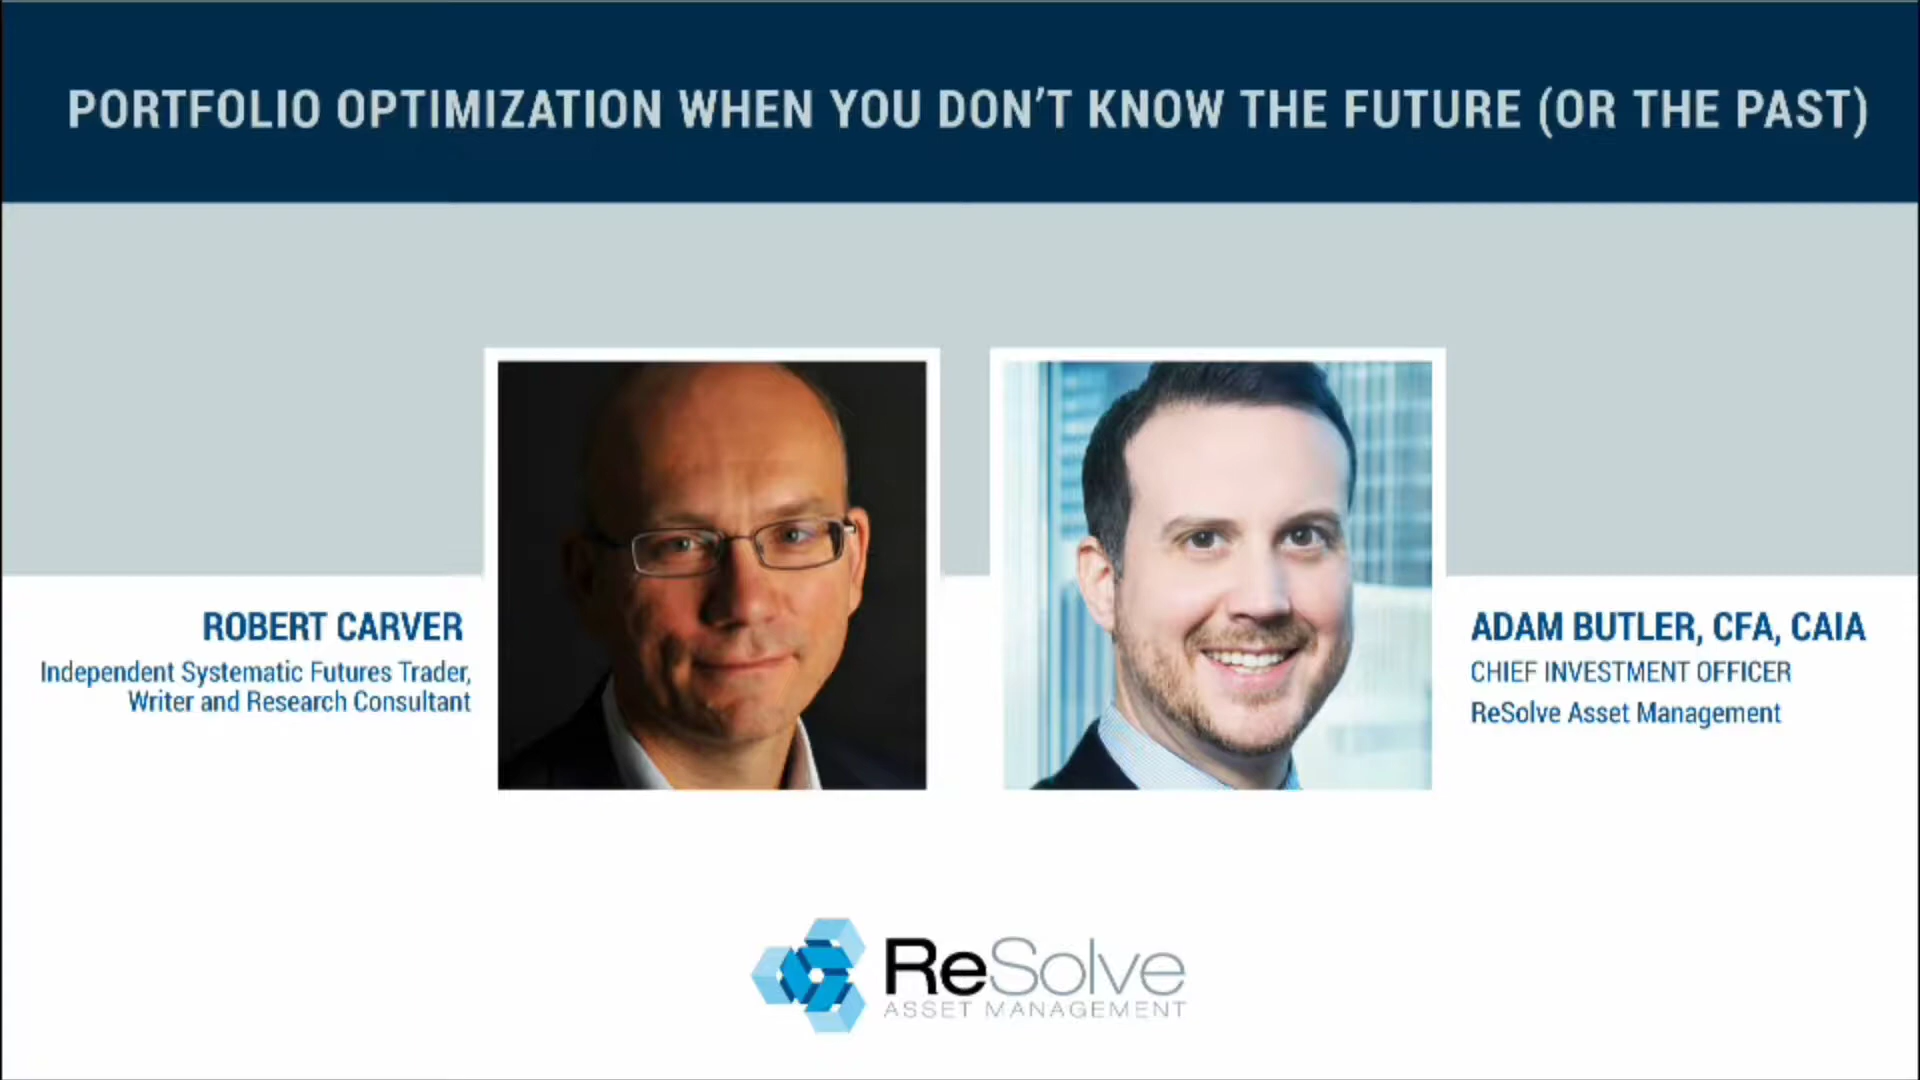 PORTFOLIO OPTIMIZATION WHEN YOU DON'T KNOW THE FUTURE (OR THE PAST)
ROBERT CARVER
Independent Systematic Futures Trader,
Writer and Research Consultant
ADAM BUTLER, CFA, CAIA
CHIEF INVESTMENT OFFICER
ReSolve Asset Management
ReSolve
ASSET MANAGEMENT